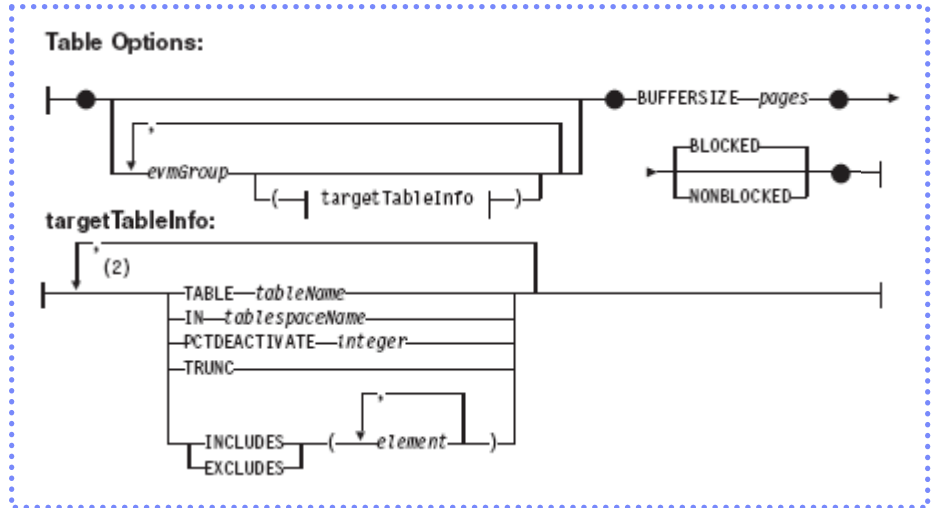 Table Options:
BUFFERSIZE pages
,
evmGroup
( targetTableInfo )
BLOCKED
NONBLOCKED
targetTableInfo:
,
(2)
TABLE tableName
IN tablespaceName
PCTDEACTIVATE integer
TRUNC
,
INCLUDES ( element )
EXCLUDES